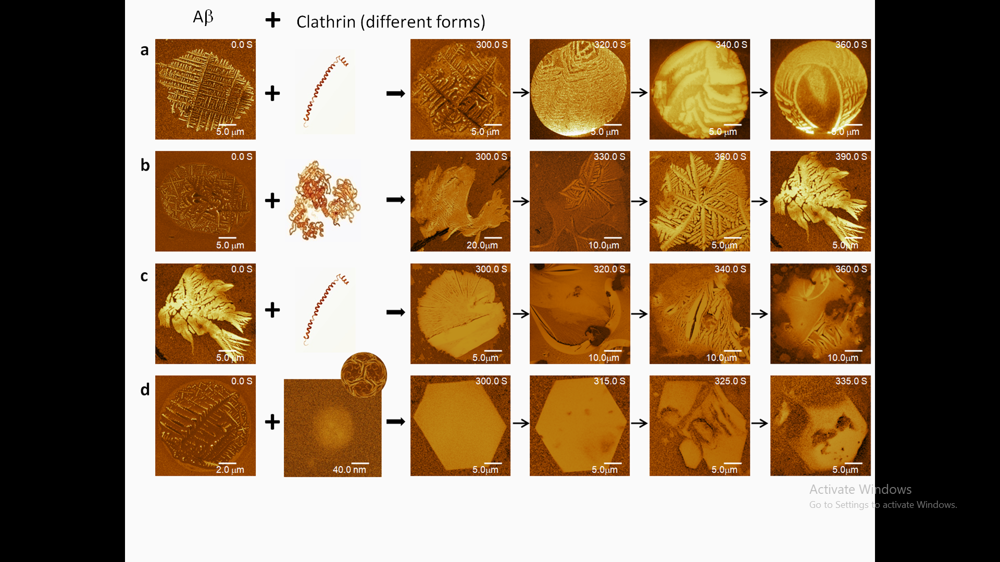 Aβ + Clathrin (different forms)
a 0.0 S 300.0 S 320.0 S 340.0 S 360.0 S
+
5.0 μm 5.0 μm 5.0 μm 5.0 μm 5.0 μm
b 0.0 S 300.0 S 330.0 S 360.0 S 390.0 S
+
5.0 μm 20.0μm 10.0μm 5.0μm 5.0μm
c 0.0 S 300.0 S 320.0 S 340.0 S 360.0 S
+
5.0μm 5.0μm 10.0μm 10.0μm 10.0μm
d 0.0 S 300.0 S 315.0 S 325.0 S 335.0 S
+
2.0 μm 40.0 nm 5.0μm 5.0μm 5.0μm 5.0μm
Activate Windows
Go to Settings to activate Windows.